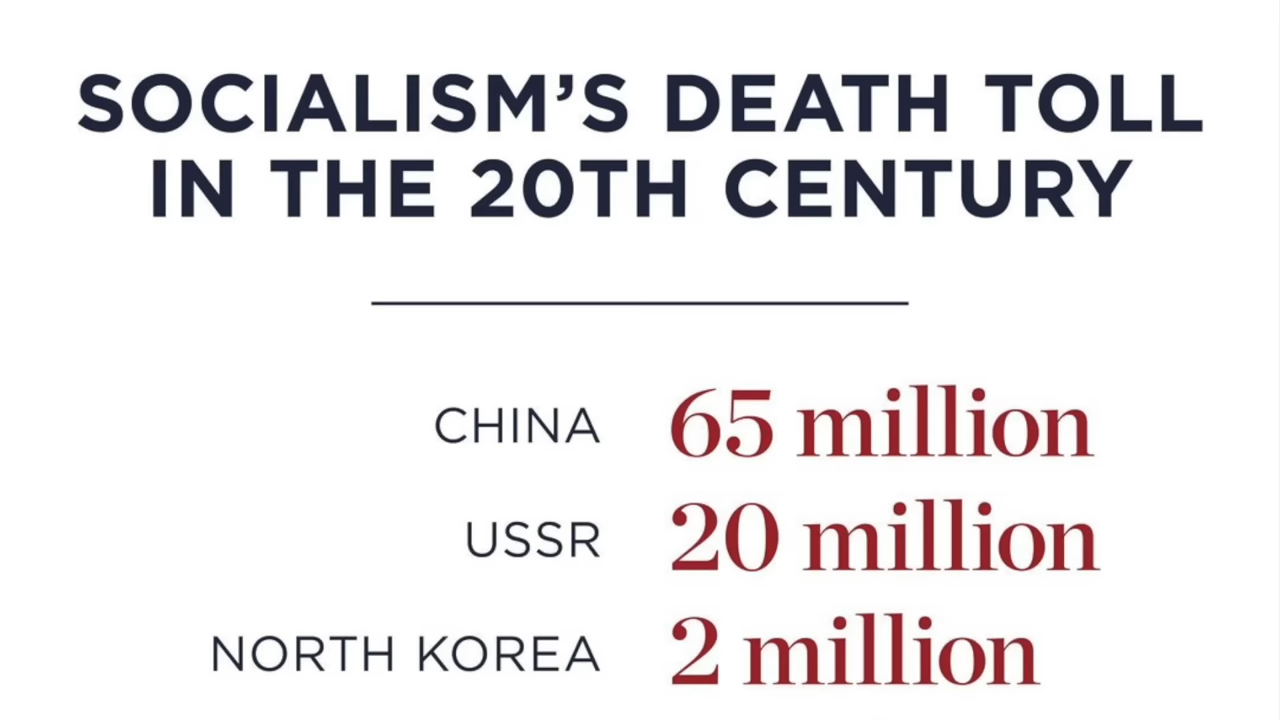 SOCIALISM’S DEATH TOLL
IN THE 20TH CENTURY
CHINA 65 million
USSR 20 million
NORTH KOREA 2 million